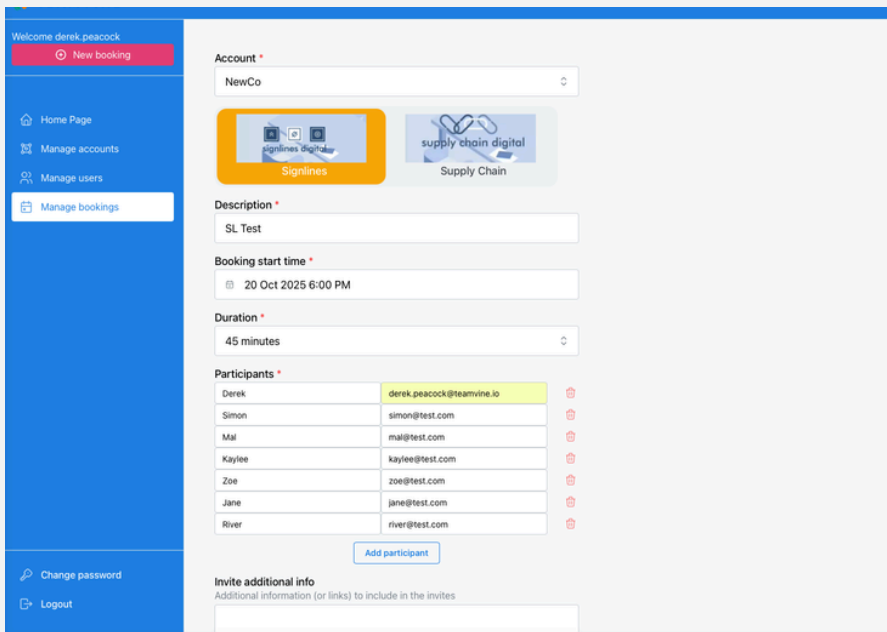 Welcome derek.peacock
New booking
Home Page
Manage accounts
Manage users
Manage bookings
Change password
Logout
Account *
NewCo
signlines digital
Signlines
supply chain digital
Supply Chain
Description *
SL Test
Booking start time *
20 Oct 2025 6:00 PM
Duration *
45 minutes
Participants *
Derek derek.peacock@teamvine.io
Simon simon@test.com
Mal mal@test.com
Kaylee kaylee@test.com
Zoe zoe@test.com
Jane jane@test.com
River river@test.com
Add participant
Invite additional info
Additional information (or links) to include in the invites